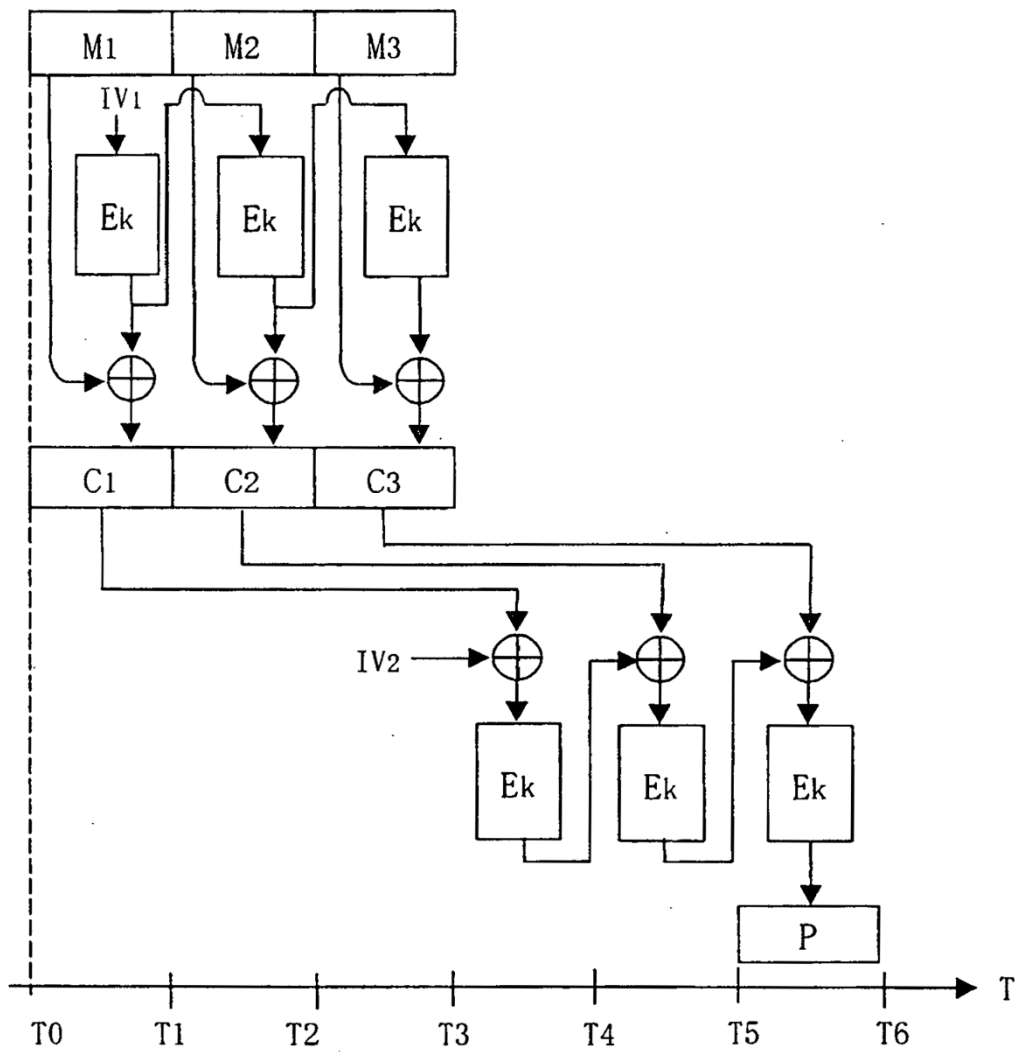 M1 M2 M3
IV1
Ek Ek Ek
C1 C2 C3
IV2
Ek Ek Ek
P
T
T0 T1 T2 T3 T4 T5 T6